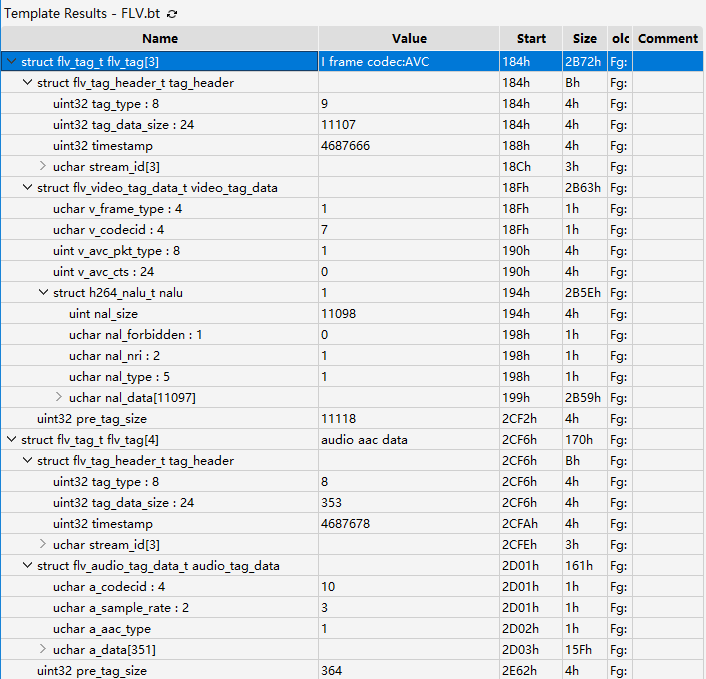 Template Results - FLV.bt
Name Value Start Size olc Comment
struct flv_tag_t flv_tag[3] I frame codec:AVC 184h 2B72h Fg:
struct flv_tag_header_t tag_header 184h Bh Fg:
uint32 tag_type : 8 9 184h 4h Fg:
uint32 tag_data_size : 24 11107 184h 4h Fg:
uint32 timestamp 4687666 188h 4h Fg:
uchar stream_id[3] 18Ch 3h Fg:
struct flv_video_tag_data_t video_tag_data 18Fh 2B63h Fg:
uchar v_frame_type : 4 1 18Fh 1h Fg:
uchar v_codecid : 4 7 18Fh 1h Fg:
uint v_avc_pkt_type : 8 1 190h 4h Fg:
uint v_avc_cts : 24 0 190h 4h Fg:
struct h264_nalu_t nalu 1 194h 2B5Eh Fg:
uint nal_size 11098 194h 4h Fg:
uchar nal_forbidden : 1 0 198h 1h Fg:
uchar nal_nri : 2 1 198h 1h Fg:
uchar nal_type : 5 1 198h 1h Fg:
uchar nal_data[11097] 199h 2B59h Fg:
uint32 pre_tag_size 11118 2CF2h 4h Fg:
struct flv_tag_t flv_tag[4] audio aac data 2CF6h 170h Fg:
struct flv_tag_header_t tag_header 2CF6h Bh Fg:
uint32 tag_type : 8 8 2CF6h 4h Fg:
uint32 tag_data_size : 24 353 2CF6h 4h Fg:
uint32 timestamp 4687678 2CFAh 4h Fg:
uchar stream_id[3] 2CFEh 3h Fg:
struct flv_audio_tag_data_t audio_tag_data 2D01h 161h Fg:
uchar a_codecid : 4 10 2D01h 1h Fg:
uchar a_sample_rate : 2 3 2D01h 1h Fg:
uchar a_aac_type 1 2D02h 1h Fg:
uchar a_data[351] 2D03h 15Fh Fg:
uint32 pre_tag_size 364 2E62h 4h Fg: